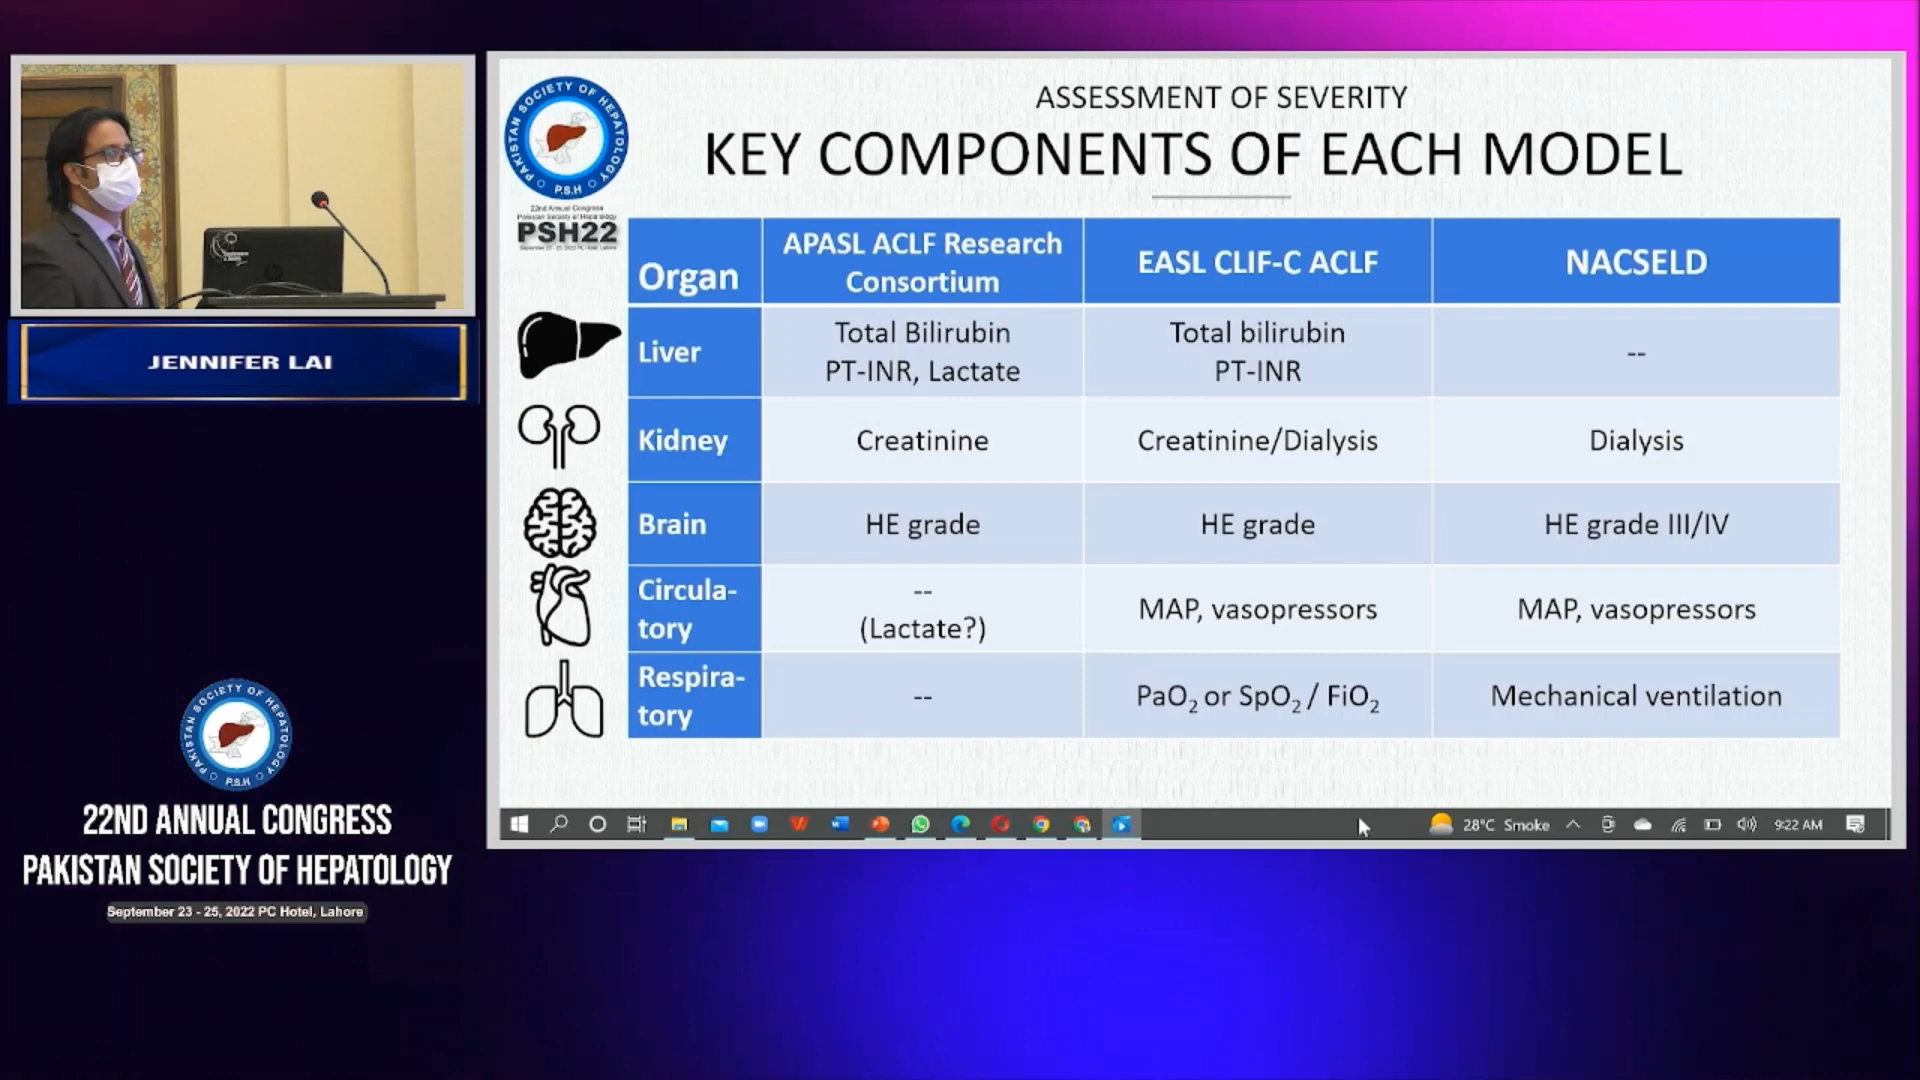 PAKISTAN SOCIETY OF HEPATOLOGY
P.S.H
22nd Annual Congress
Pakistan Society of Hepatology
PSH22
ASSESSMENT OF SEVERITY
KEY COMPONENTS OF EACH MODEL
Organ
APASL ACLF Research
Consortium
EASL CLIF-C ACLF
NACSELD
Liver
Total Bilirubin
PT-INR, Lactate
Total bilirubin
PT-INR
--
Kidney
Creatinine
Creatinine/Dialysis
Dialysis
Brain
HE grade
HE grade
HE grade III/IV
Circula-
tory
--
(Lactate?)
MAP, vasopressors
MAP, vasopressors
Respira-
tory
--
PaO₂ or SpO₂ / FiO₂
Mechanical ventilation
28°C Smoke
9:22 AM
JENNIFER LAI
PAKISTAN SOCIETY OF HEPATOLOGY
P.S.H
22ND ANNUAL CONGRESS
PAKISTAN SOCIETY OF HEPATOLOGY
September 23 - 25, 2022 PC Hotel, Lahore